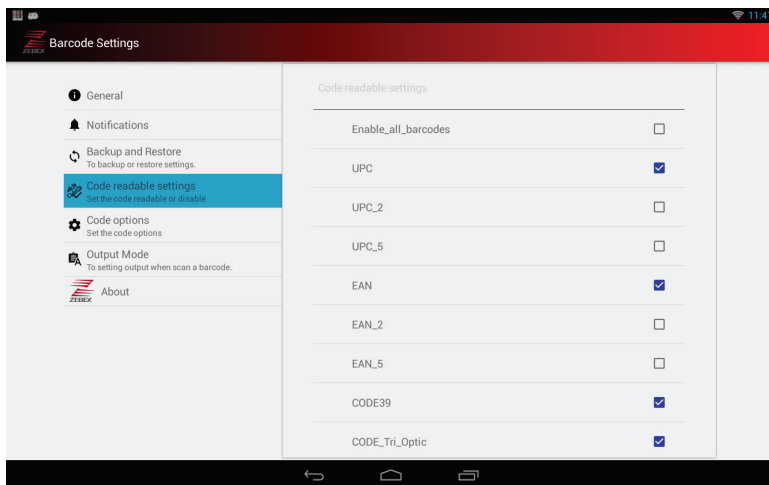 11:4
ZEBEX
Barcode Settings
General
Notifications
Backup and Restore
To backup or restore settings.
Code readable settings
Set the code readable or disable
Code options
Set the code options
Output Mode
To setting output when scan a barcode.
ZEBEX
About
Code readable settings
Enable_all_barcodes
UPC
UPC_2
UPC_5
EAN
EAN_2
EAN_5
CODE39
CODE_Tri_Optic